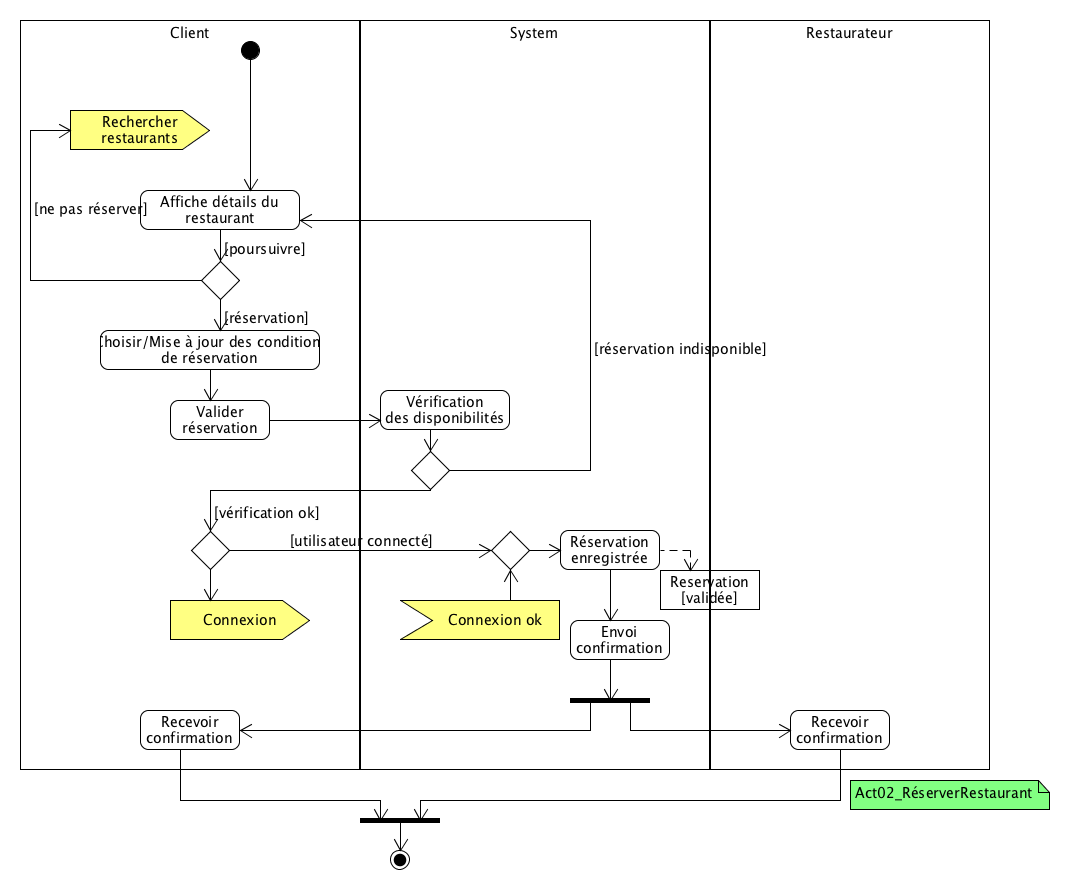 Client
System
Restaurateur
Rechercher
restaurants
Affiche détails du
restaurant
[ne pas réserver]
[poursuivre]
[réservation]
hoisir/Mise à jour des condition
de réservation
[réservation indisponible]
Valider
réservation
Vérification
des disponibilités
[vérification ok]
[utilisateur connecté]
Réservation
enregistrée
Reservation
[validée]
Connexion
Connexion ok
Envoi
confirmation
Recevoir
confirmation
Recevoir
confirmation
Act02_RéserverRestaurant